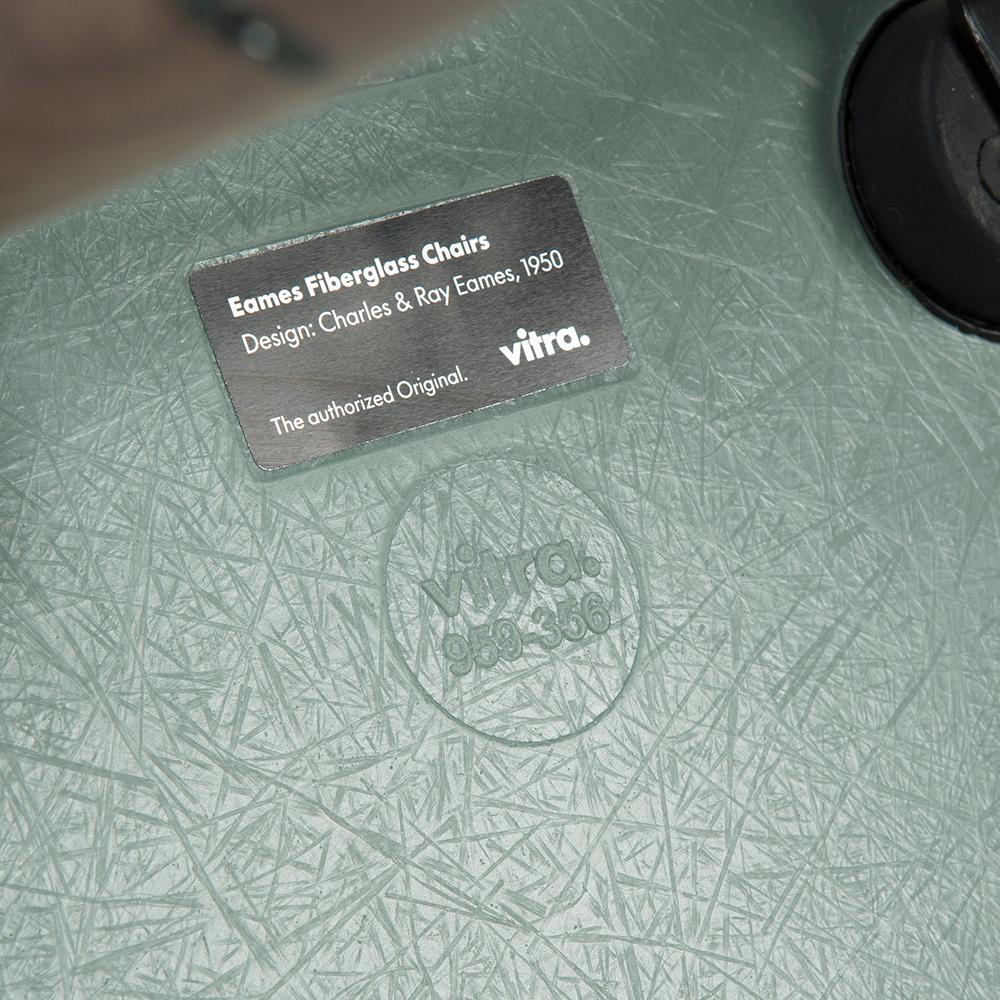 Eames Fiberglass Chairs
Design: Charles & Ray Eames, 1950
vitra.
The authorized Original.
vitra.
959-356